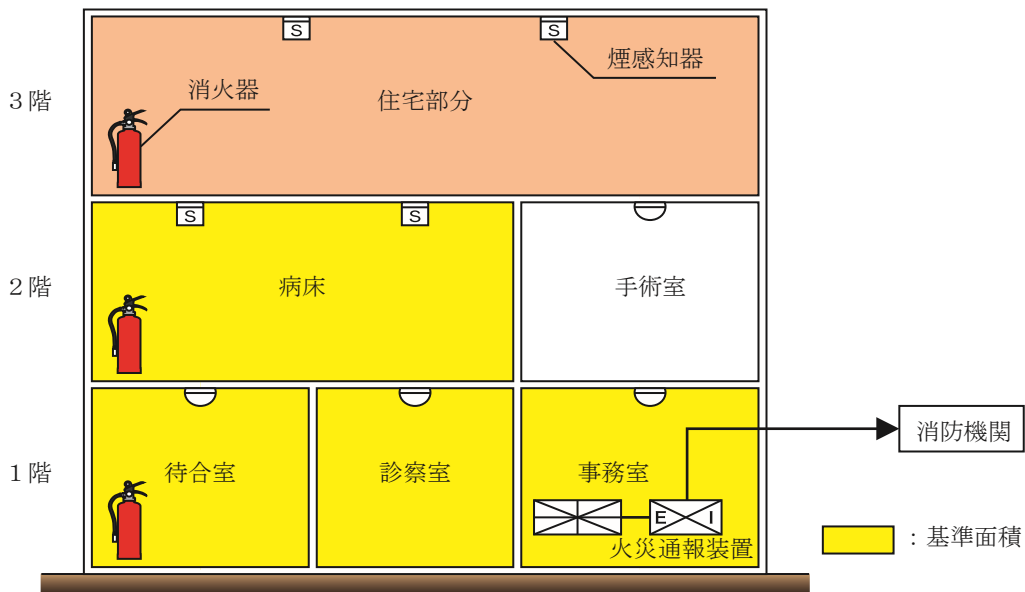 S
S
煙感知器
消火器
3階
住宅部分
S
S
2階
病床
手術室
消防機関
1階
待合室
診察室
事務室
E I
火災通報装置
：基準面積